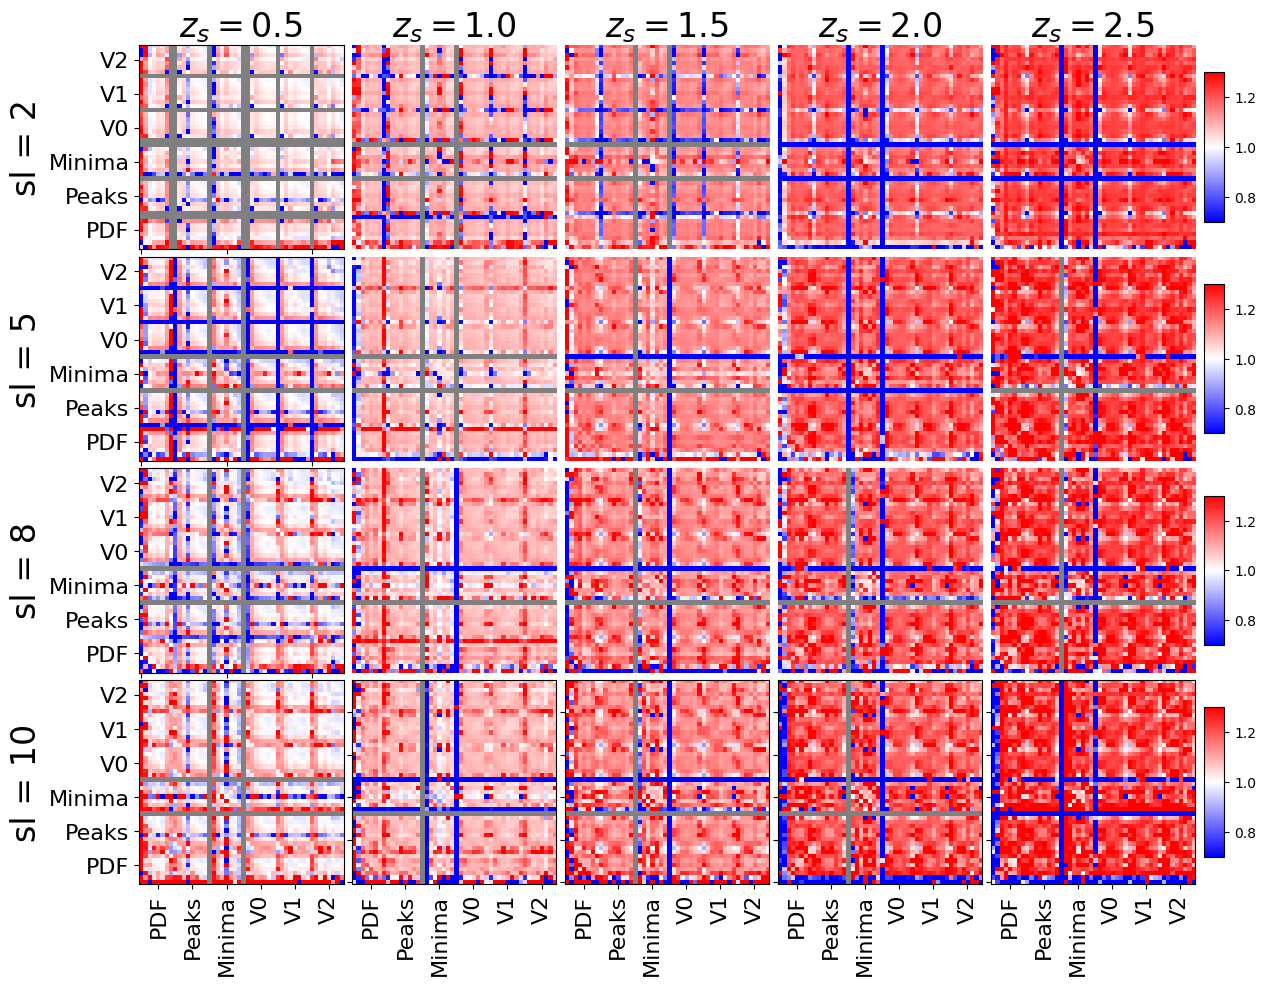 z_s = 0.5 z_s = 1.0 z_s = 1.5 z_s = 2.0 z_s = 2.5
sl = 2
V2
V1
V0
Minima
Peaks
PDF
1.2
1.0
0.8
sl = 5
V2
V1
V0
Minima
Peaks
PDF
1.2
1.0
0.8
sl = 8
V2
V1
V0
Minima
Peaks
PDF
1.2
1.0
0.8
sl = 10
V2
V1
V0
Minima
Peaks
PDF
1.2
1.0
0.8
PDF Peaks Minima V0 V1 V2 PDF Peaks Minima V0 V1 V2 PDF Peaks Minima V0 V1 V2 PDF Peaks Minima V0 V1 V2 PDF Peaks Minima V0 V1 V2